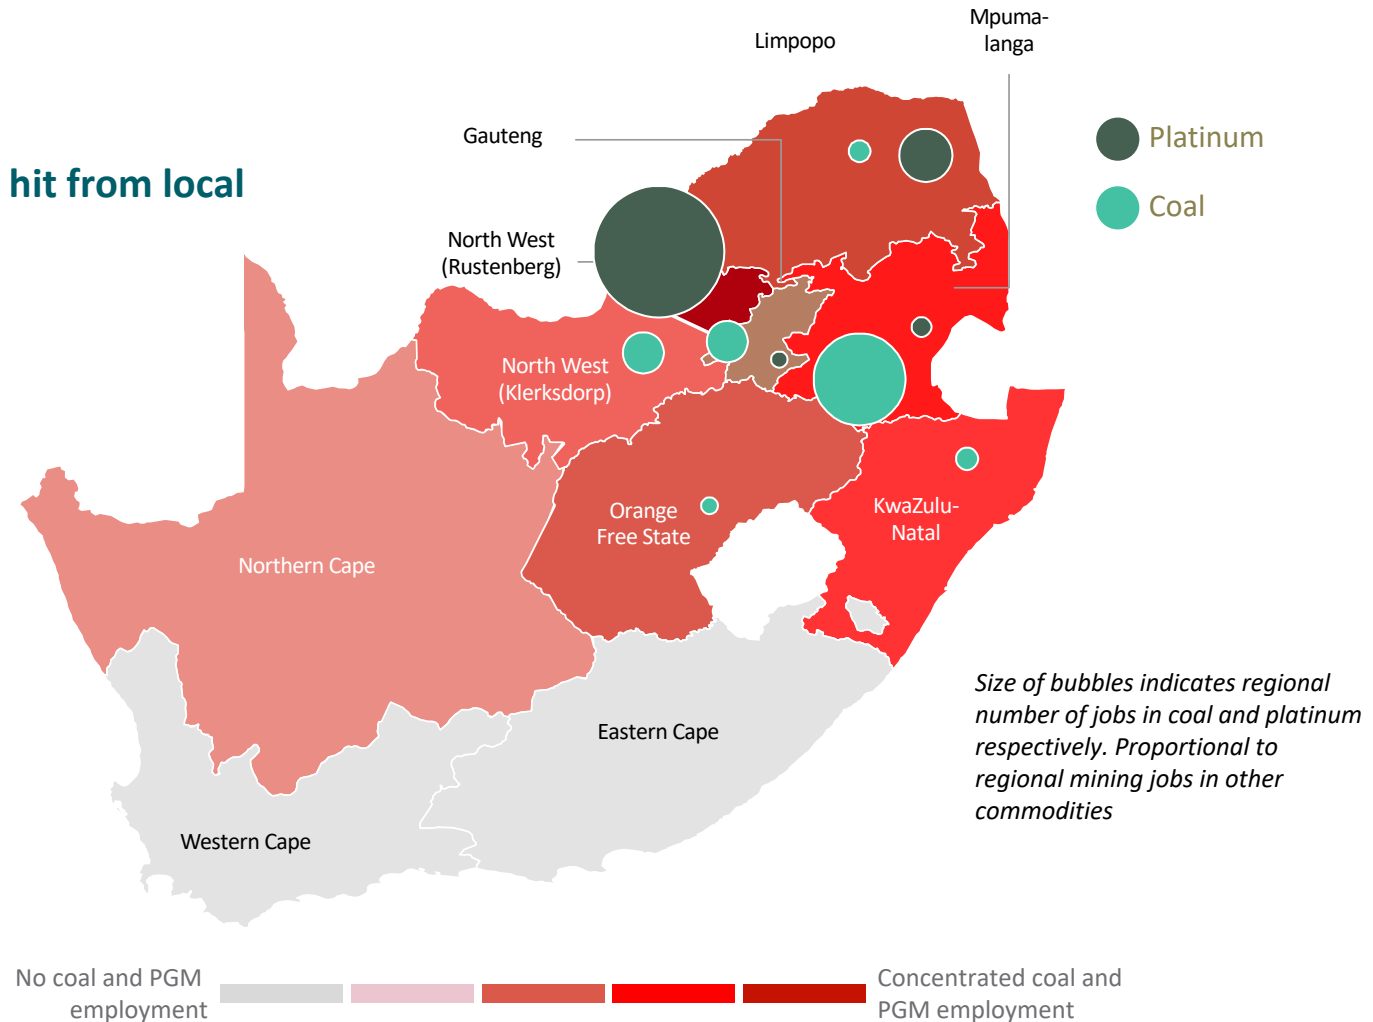 Mpuma-
langa
Limpopo
Gauteng
Platinum
Coal
hit from local
North West
(Rustenberg)
North West
(Klerksdorp)
Orange
Free State
KwaZulu-
Natal
Northern Cape
Eastern Cape
Western Cape
Size of bubbles indicates regional
number of jobs in coal and platinum
respectively. Proportional to
regional mining jobs in other
commodities
No coal and PGM
employment
Concentrated coal and
PGM employment